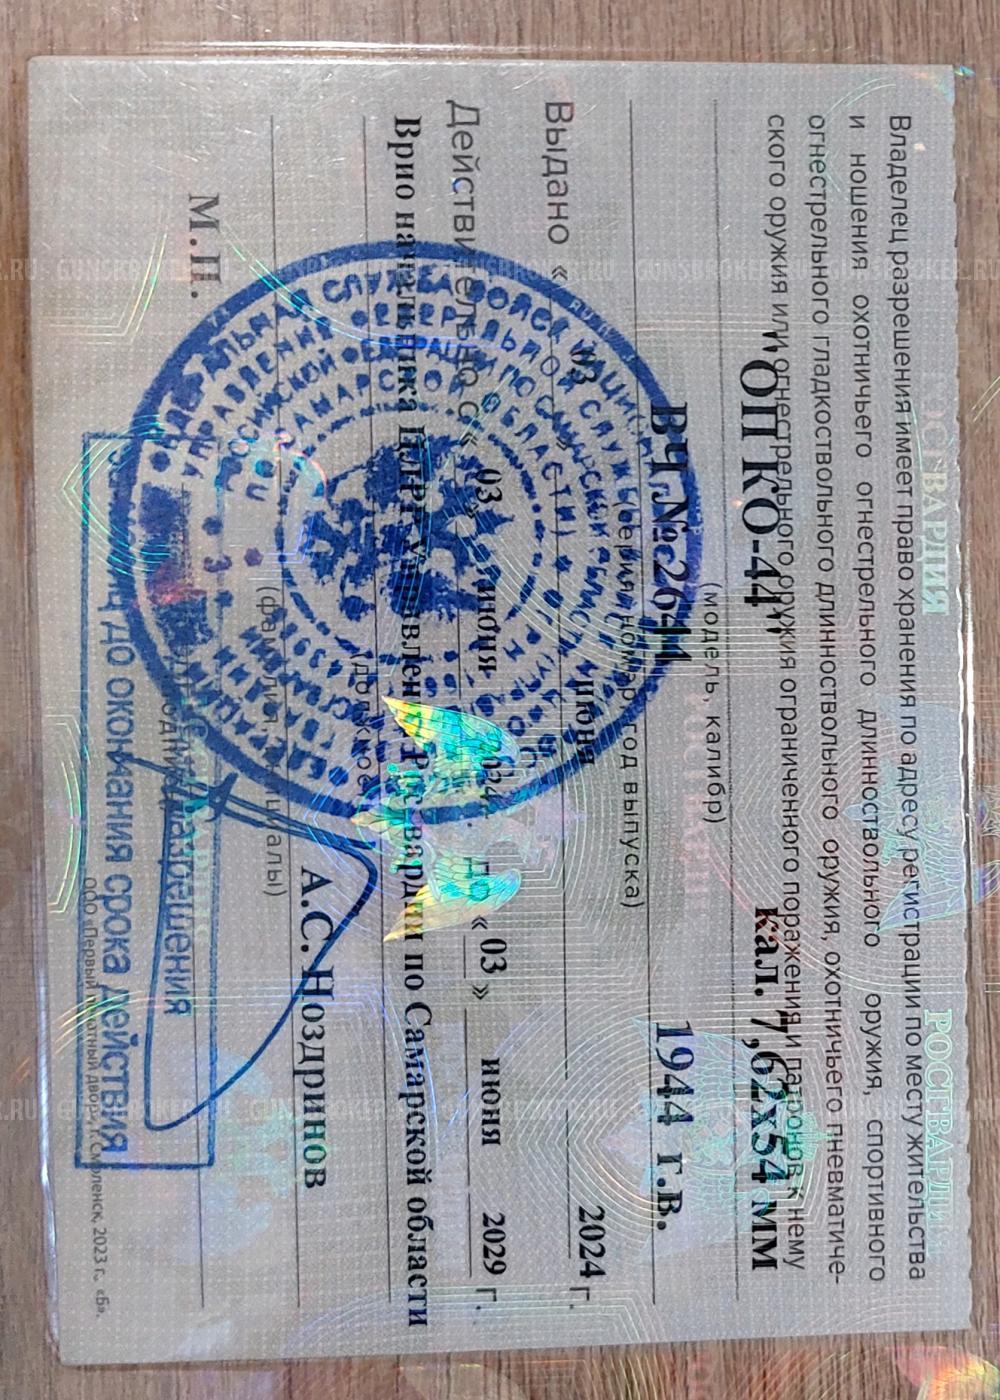 РОСГВАРДИЯ
Владелец разрешения имеет право хранения по адресу регистрации по месту жительства
и ношения охотничьего огнестрельного длинноствольного оружия, спортивного
огнестрельного гладкоствольного длинноствольного оружия, охотничьего пневматиче-
ского оружия или огнестрельного оружия ограниченного поражения и патронов к нему
"ОП КО-44" кал. 7,62х54 мм
(модель, калибр)
1944 г.в.
(серия, номер, год выпуска)
Выдано « 03 » июня 2024 г.
Действительно с « 03 » июня 2024 г. по « 03 » июня 2029 г.
Врио начальника ЦЛРР Управления Росгвардии по Самарской области
(должность)
А.С. Ноздринов
(фамилия, инициалы)
М.П.
разрешения
до окончания срока действия
ООО «Первый печатный двор», г. Смоленск, 2023 г., «Б».
GUNSBROKER.RU